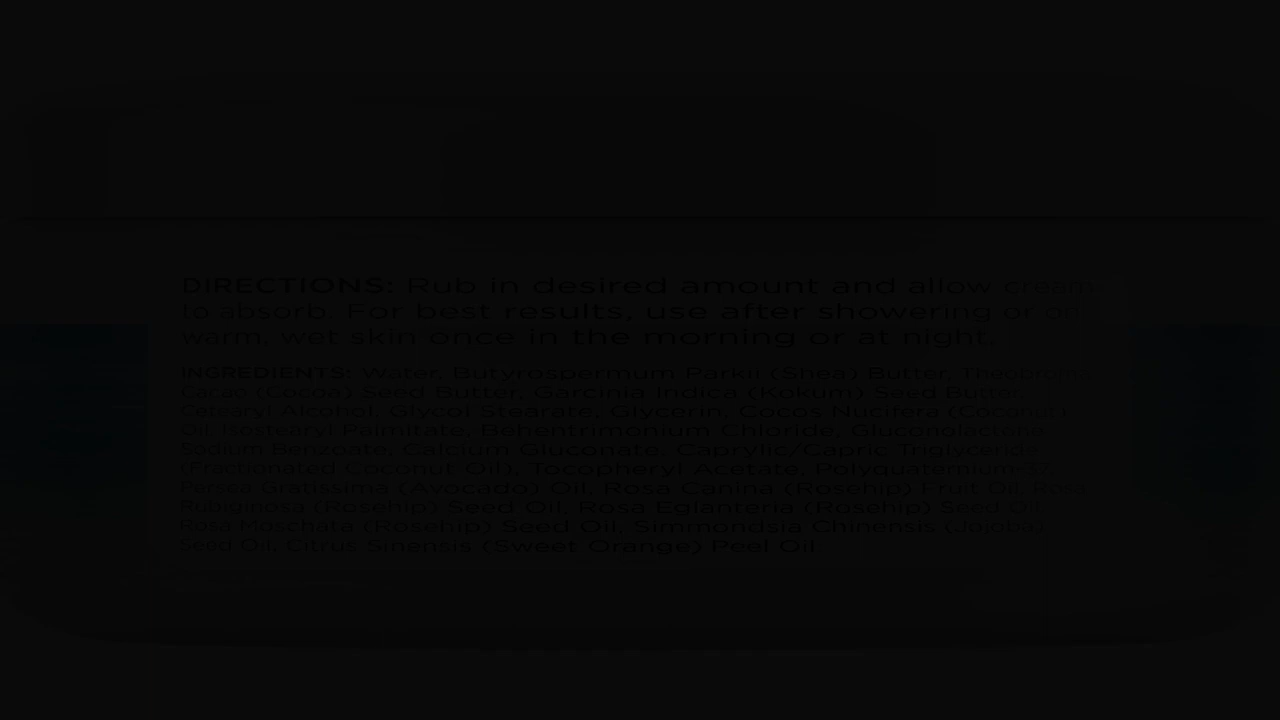 DIRECTIONS: Rub in desired amount and allow cream
to absorb. For best results, use after showering or on
warm, wet skin once in the morning or at night.
INGREDIENTS: Water, Butyrospermum Parkii (Shea) Butter, Theobroma
Cacao (Cocoa) Seed Butter, Garcinia Indica (Kokum) Seed Butter,
Cetearyl Alcohol, Glycol Stearate, Glycerin, Cocos Nucifera (Coconut)
Oil, Isostearyl Palmitate, Behentrimonium Chloride, Gluconolactone,
Sodium Benzoate, Calcium Gluconate, Caprylic/Capric Triglyceride
(Fractionated Coconut Oil), Tocopheryl Acetate, Polyquaternium-37,
Persea Gratissima (Avocado) Oil, Rosa Canina (Rosehip) Fruit Oil, Rosa
Rubiginosa (Rosehip) Seed Oil, Rosa Eglanteria (Rosehip) Seed Oil,
Rosa Moschata (Rosehip) Seed Oil, Simmondsia Chinensis (Jojoba)
Seed Oil, Citrus Sinensis (Sweet Orange) Peel Oil.